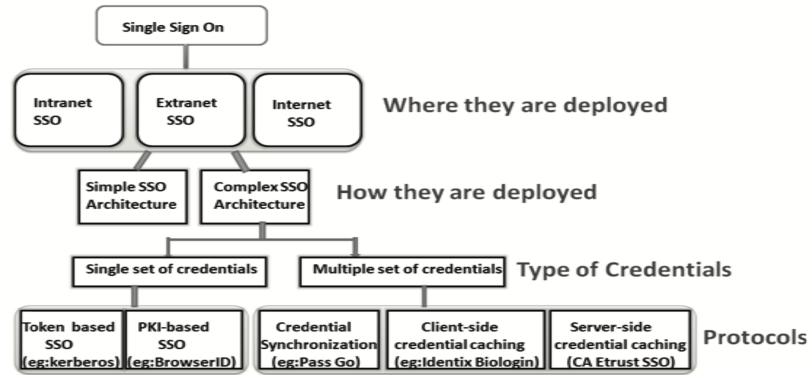 Single Sign On
Intranet
SSO
Extranet
SSO
Internet
SSO
Where they are deployed
Simple SSO
Architecture
Complex SSO
Architecture
How they are deployed
Single set of credentials
Multiple set of credentials
Type of Credentials
Token based
SSO
(eg:kerberos)
PKI-based
SSO
(eg:BrowserID)
Credential
Synchronization
(eg:Pass Go)
Client-side
credential caching
(eg:Identix Biologin)
Server-side
credential caching
(CA Etrust SSO)
Protocols